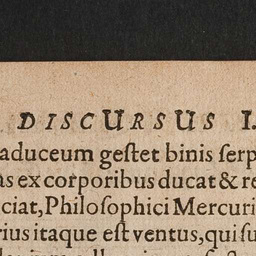 DISCURSUS I.
aduceum geſtet binis ſerp
as ex corporibus ducat & re
ciat, Philoſophici Mercuri
rius itaque eſt ventus, qui ſu